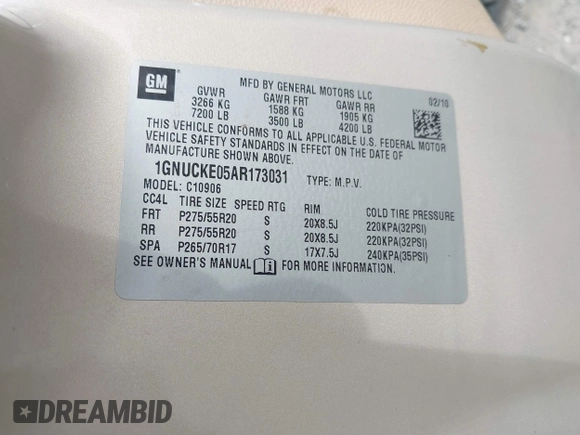 GM
MFD BY GENERAL MOTORS LLC
GVWR GAWR FRT GAWR RR 02/10
3266 KG 1588 KG 1905 KG
7200 LB 3500 LB 4200 LB
THIS VEHICLE CONFORMS TO ALL APPLICABLE U.S. FEDERAL MOTOR
VEHICLE SAFETY STANDARDS IN EFFECT ON THE DATE OF
MANUFACTURE SHOWN ABOVE.
1GNUCKE05AR173031 TYPE: M.P.V.
MODEL: C10906
CC4L TIRE SIZE SPEED RTG RIM COLD TIRE PRESSURE
FRT P275/55R20 S 20X8.5J 220KPA(32PSI)
RR P275/55R20 S 20X8.5J 220KPA(32PSI)
SPA P265/70R17 S 17X7.5J 240KPA(35PSI)
SEE OWNER'S MANUAL FOR MORE INFORMATION.
DREAMBID